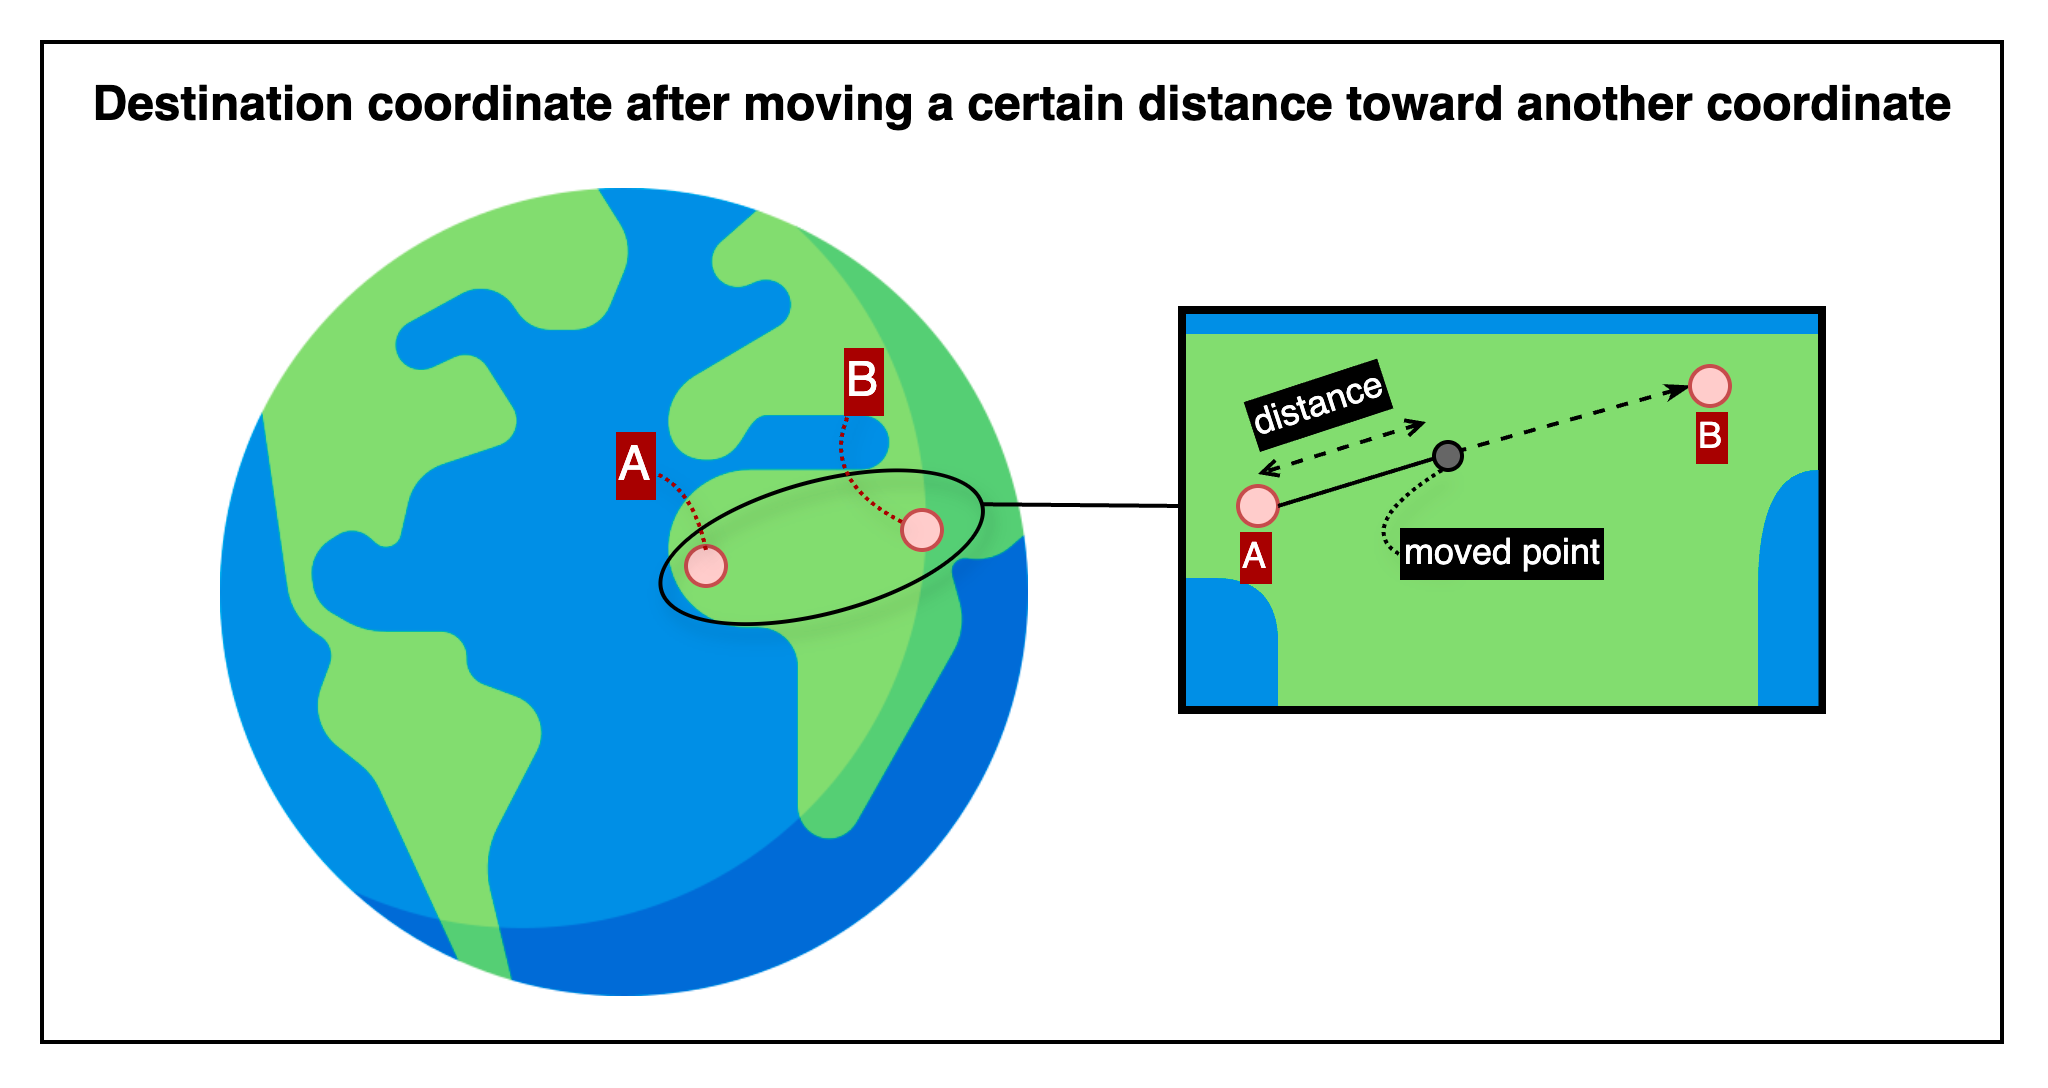 Destination coordinate after moving a certain distance toward another coordinate
B
A
distance
B
A
moved point